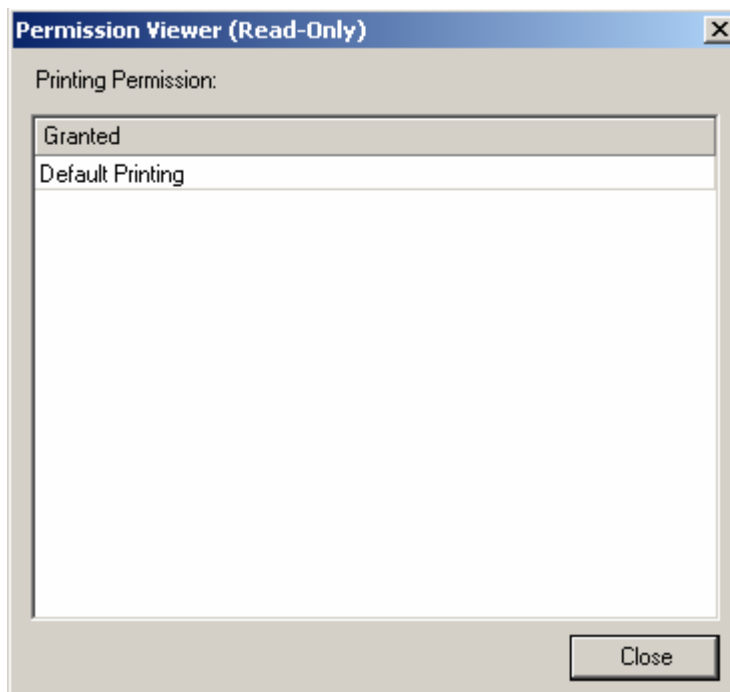 Permission Viewer (Read-Only)
Printing Permission:
Granted
Default Printing
Close